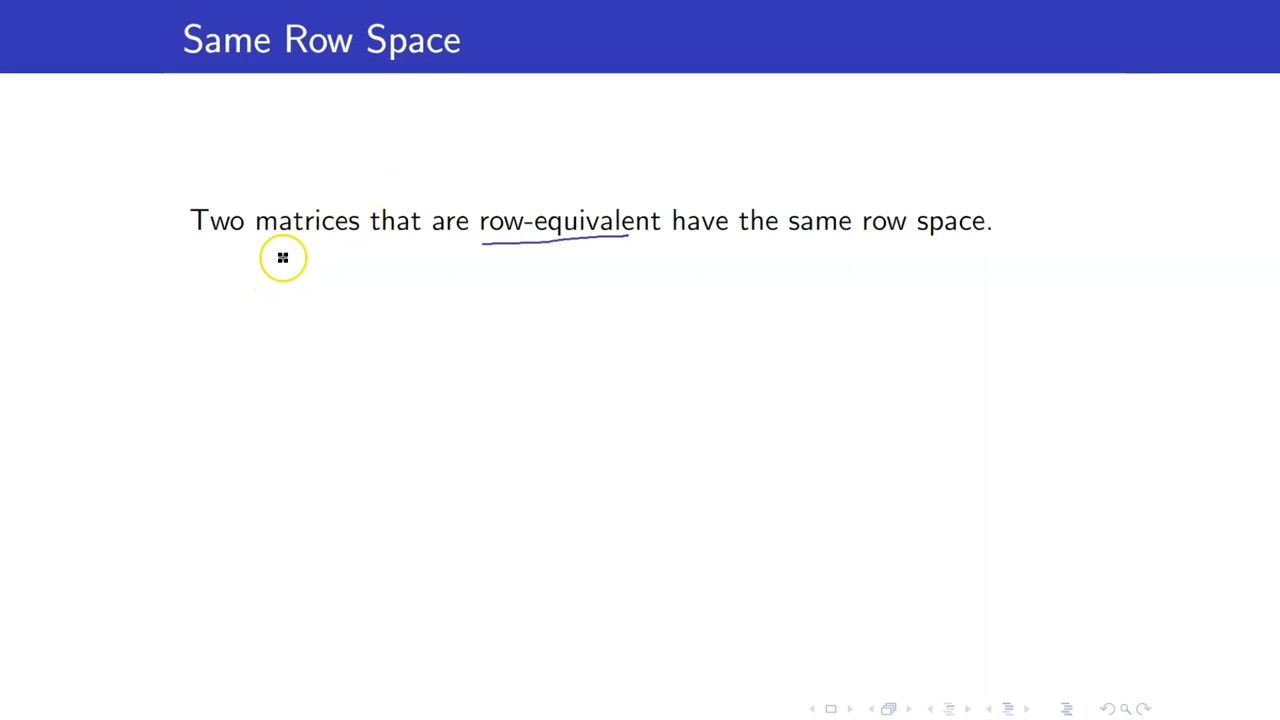 Same Row Space
Two matrices that are row-equivalent have the same row space.